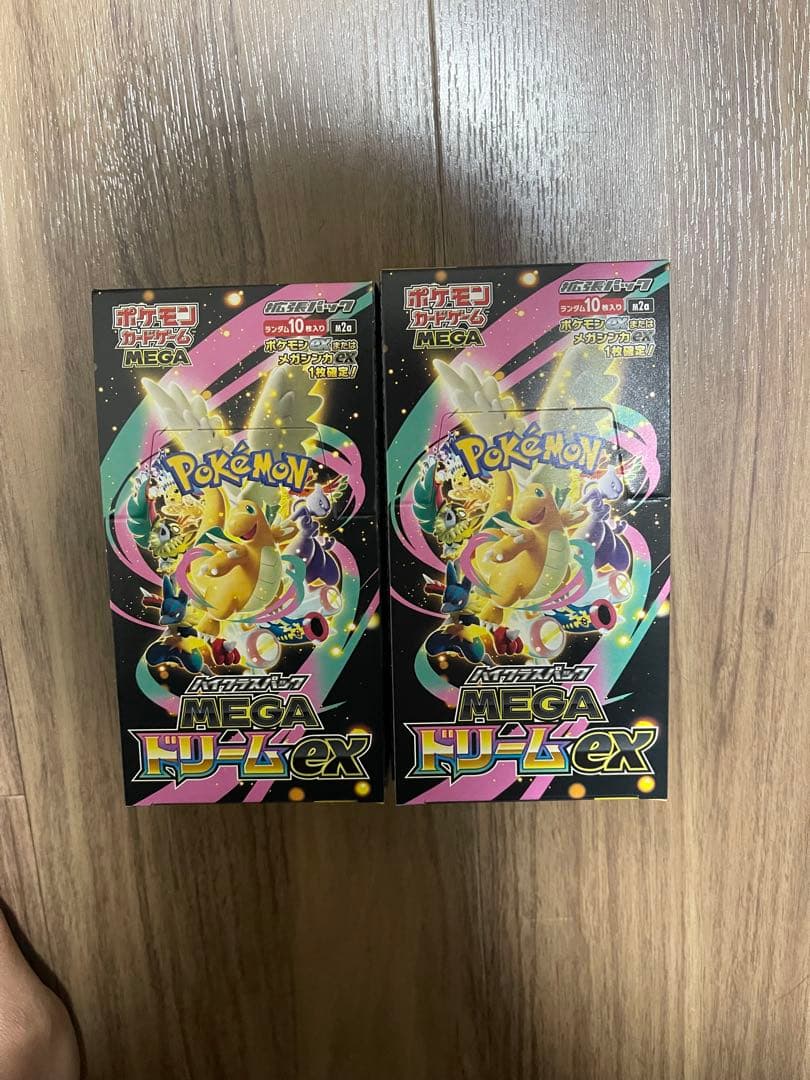 ポケモン
カードゲーム
MEGA
拡張パック
ランダム10枚入り
M2a
ポケモンexまたは
メガシンカex
1枚確定!
POKéMON
ハイクラスパック
MEGA
ドリームex
ポケモン
カードゲーム
MEGA
拡張パック
ランダム10枚入り
M2a
ポケモンexまたは
メガシンカex
1枚確定!
POKéMON
ハイクラスパック
MEGA
ドリームex